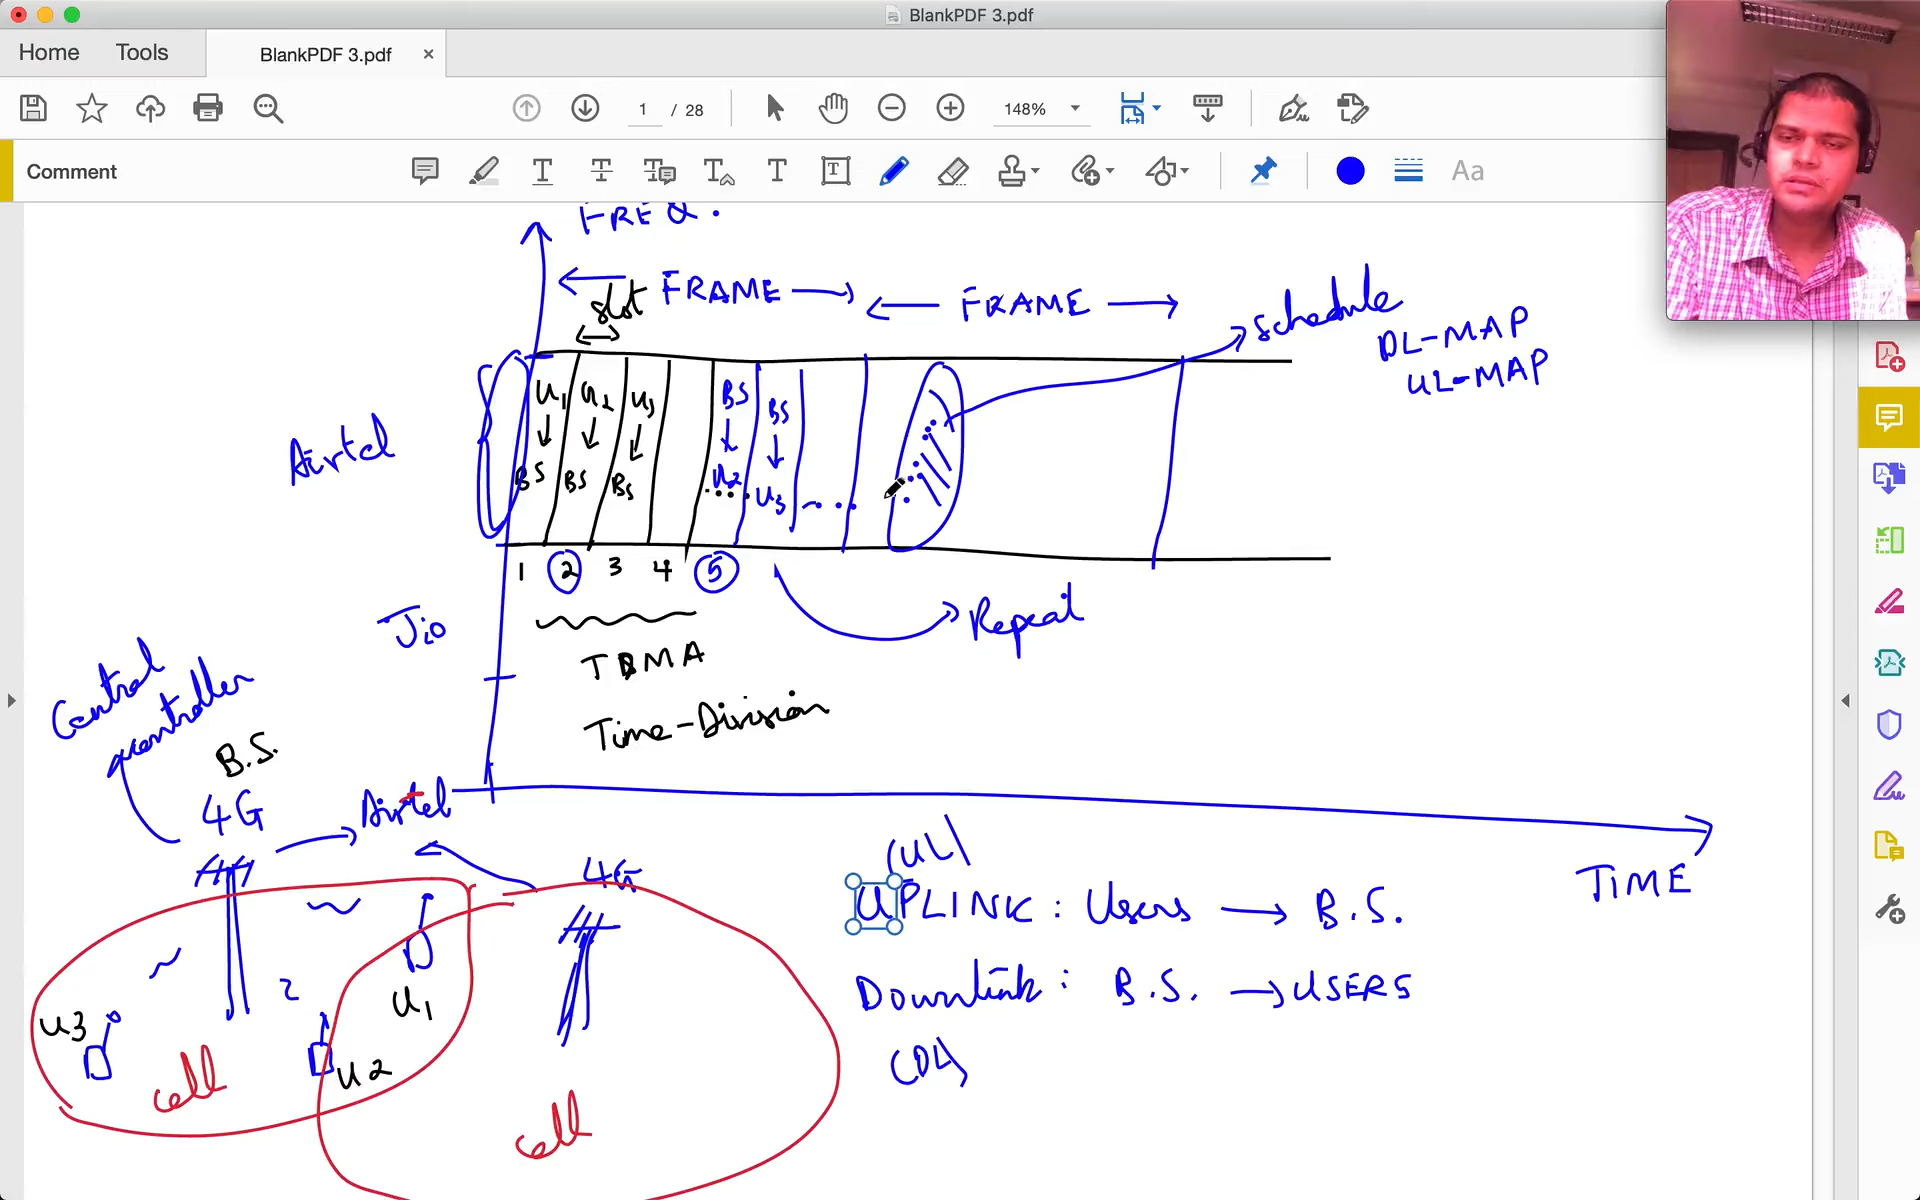 BlankPDF 3.pdf
Home Tools BlankPDF 3.pdf ×
1 / 28 148%
Comment Aa
FREQ.
FRAME FRAME schedule
slot
DL-MAP
UL-MAP
U1 U2 U3 BS BS
BS BS BS U2 U3
Airtel
1 2 3 4 5
Jio
Repeat
TDMA
Time-Division
Central
controller
B.S.
4G
Airtel
4G
TIME
(UL)
UPLINK : Users → B.S.
Downlink : B.S. → USERS
(DL)
U1
U3
U2
cell
cell